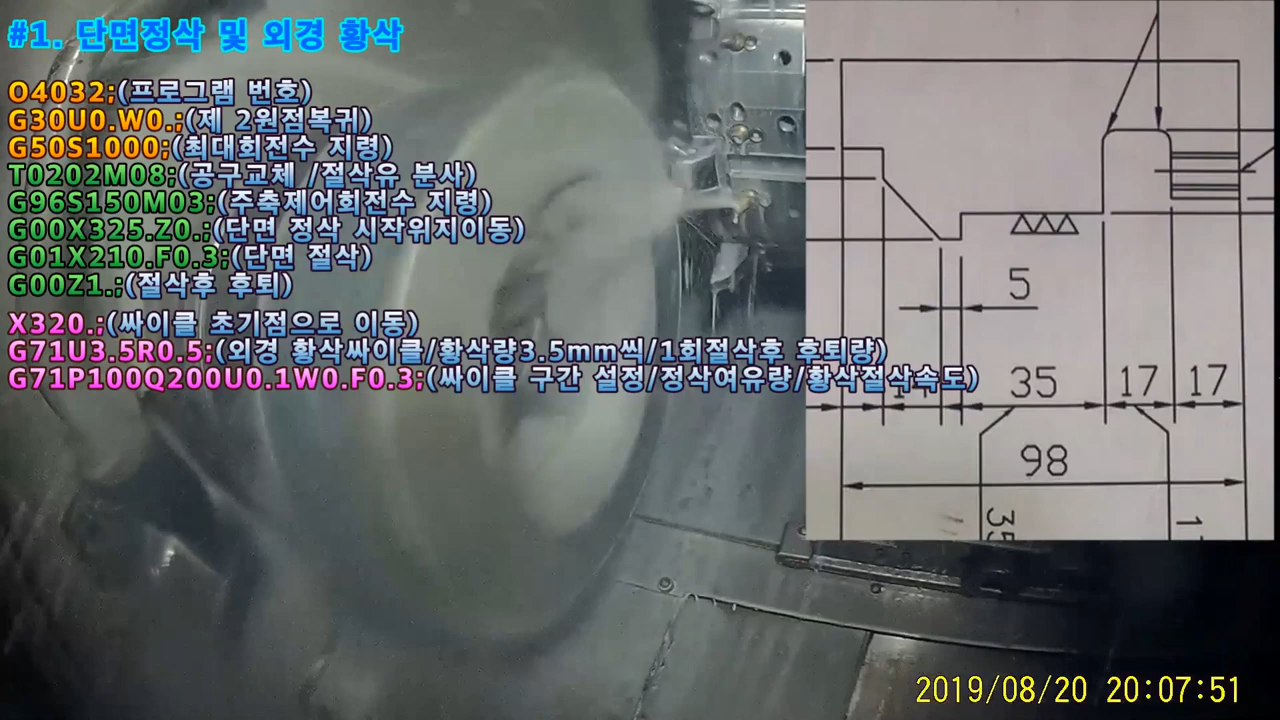 #1. 단면정삭 및 외경 황삭
O4032;(프로그램 번호)
G30U0.W0.;(제 2원점복귀)
G50S1000;(최대회전수 지령)
T0202M08;(공구교체 /절삭유 분사)
G96S150M03;(주축제어회전수 지령)
G00X325.Z0.;(단면 정삭 시작위지이동)
G01X210.F0.3;(단면 절삭)
G00Z1.;(절삭후 후퇴)
X320.;(싸이클 초기점으로 이동)
G71U3.5R0.5;(외경 황삭싸이클/황삭량3.5mm씩/1회절삭후 후퇴량)
G71P100Q200U0.1W0.F0.3;(싸이클 구간 설정/정삭여유량/황삭절삭속도)
5
35
17
17
98
35
2019/08/20 20:07:51